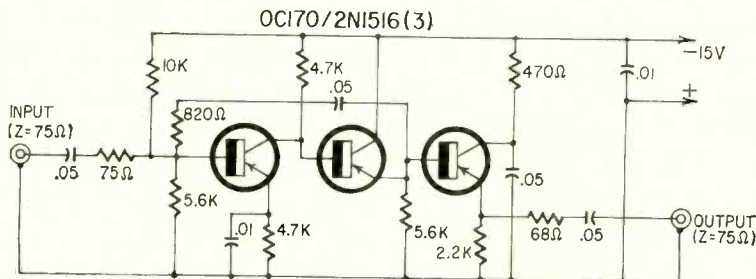 OC170/2N1516(3)
-15V
10K
4.7K
470Ω
.01
+
.05
INPUT
(Z=75Ω)
820Ω
.05
75Ω
.05
5.6K
.01
4.7K
5.6K
2.2K
68Ω
.05
OUTPUT
(Z=75Ω)